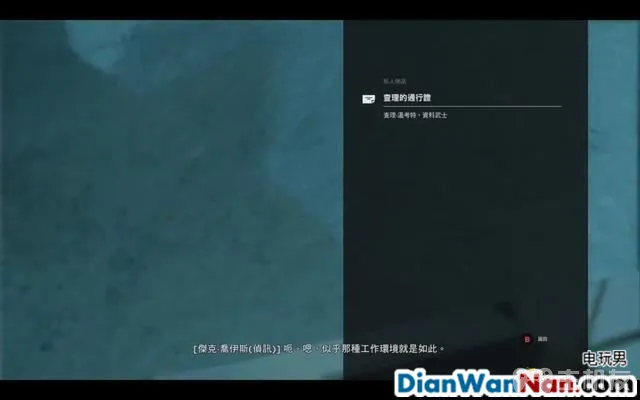 私人物品
查理的通行證
查理·溫考特，資料武士
B 返回
[傑克·喬伊斯(偵訊)] 呃，嗯，似乎那種工作環境就是如此。
电玩男
DianWanNan.com